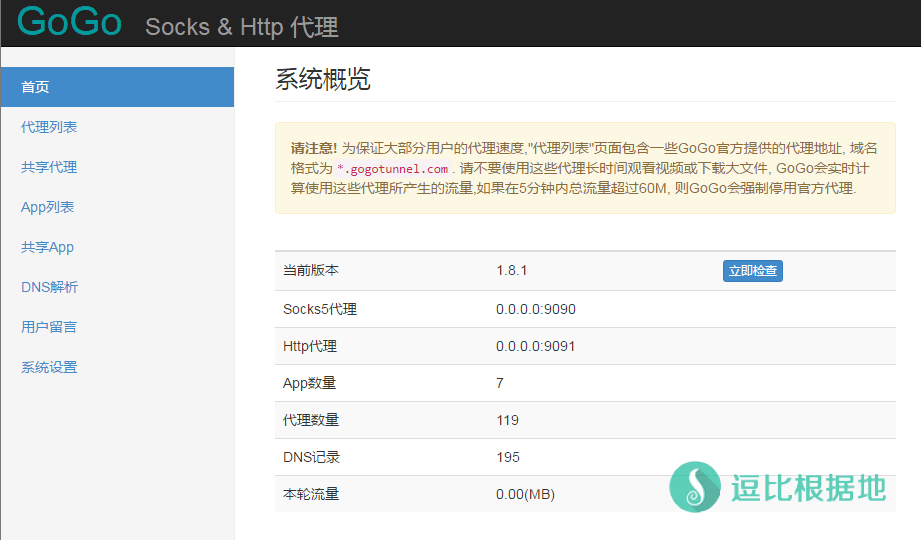 GoGo Socks & Http 代理
首页
代理列表
共享代理
App列表
共享App
DNS解析
用户留言
系统设置
系统概览
请注意! 为保证大部分用户的代理速度,"代理列表"页面包含一些GoGo官方提供的代理地址, 域名
格式为 *.gogotunnel.com . 请不要使用这些代理长时间观看视频或下载大文件, GoGo会实时计
算使用这些代理所产生的流量,如果在5分钟内总流量超过60M, 则GoGo会强制停用官方代理.
当前版本 1.8.1 立即检查
Socks5代理 0.0.0.0:9090
Http代理 0.0.0.0:9091
App数量 7
代理数量 119
DNS记录 195
本轮流量 0.00(MB)
逗比根据地